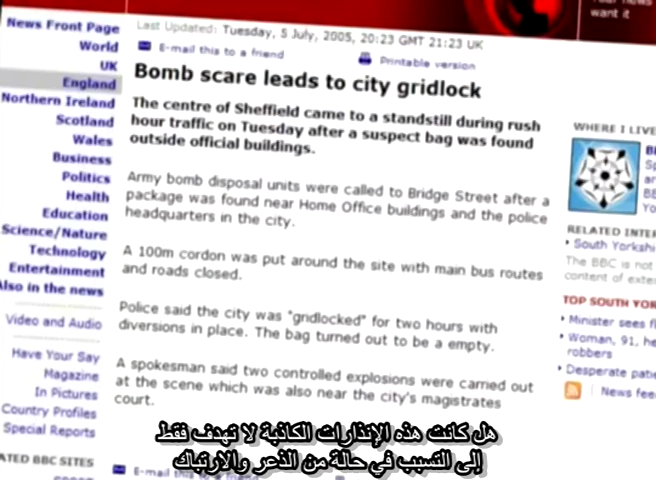 want it
Last Updated: Tuesday, 5 July, 2005, 20:23 GMT 21:23 UK
E-mail this to a friend
Printable version
Bomb scare leads to city gridlock
The centre of Sheffield came to a standstill during rush
hour traffic on Tuesday after a suspect bag was found
outside official buildings.
Army bomb disposal units were called to Bridge Street after a
package was found near Home Office buildings and the police
headquarters in the city.
A 100m cordon was put around the site with main bus routes
and roads closed.
Police said the city was "gridlocked" for two hours with
diversions in place. The bag turned out to be a empty.
A spokesman said two controlled explosions were carried out
at the scene which was also near the city's magistrates
court.
News Front Page
World
UK
England
Northern Ireland
Scotland
Wales
Business
Politics
Health
Education
Science/Nature
Technology
Entertainment
Also in the news
Video and Audio
Have Your Say
Magazine
In Pictures
Country Profiles
Special Reports
BBC SITES
E-mail this to a
WHERE I LIVE
RELATED INTER
South Yorkshi
The BBC is not
content of exte
TOP SOUTH YOR
Minister sees f
Woman, 91, he
robbers
Desperate pati
News fee
هل كانت هذه الإنذارات الكاذبة لا تهدف فقط
إلى التسبب في حالة من الذعر والارتباك